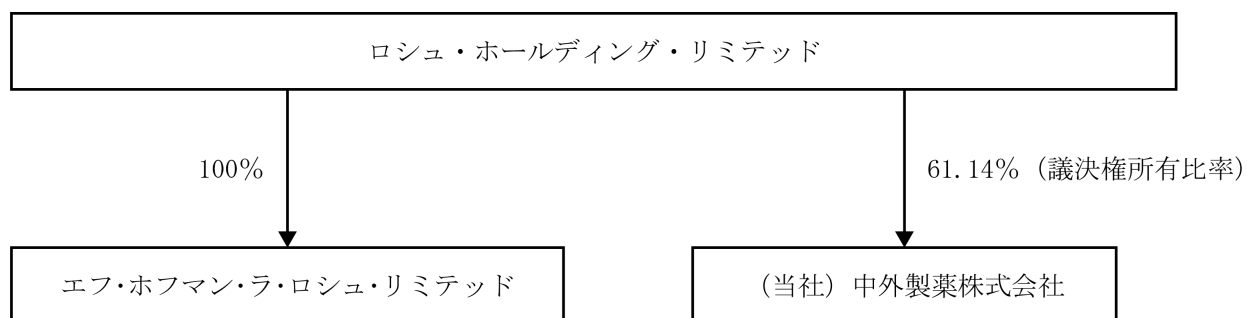 ロシュ・ホールディング・リミテッド
100%
61.14% (議決権所有比率)
エフ・ホフマン・ラ・ロシュ・リミテッド
(当社) 中外製薬株式会社